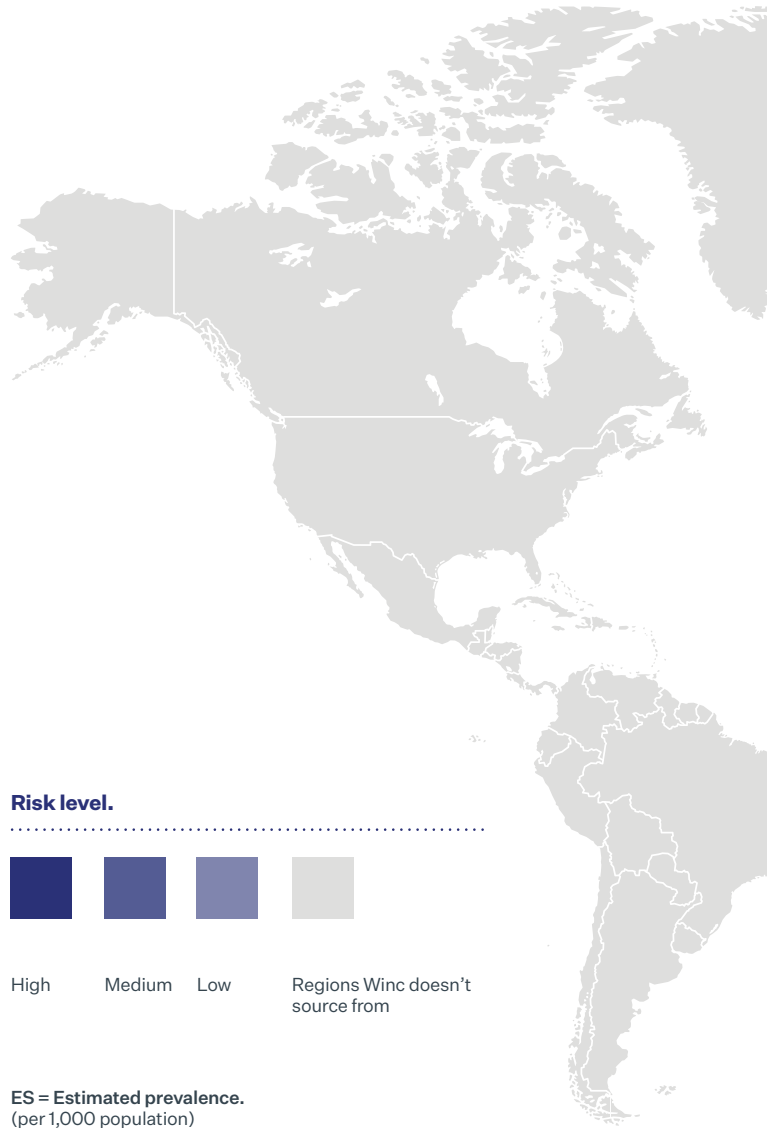 Risk level.
High Medium Low Regions Winc doesn’t
source from
ES = Estimated prevalence.
(per 1,000 population)